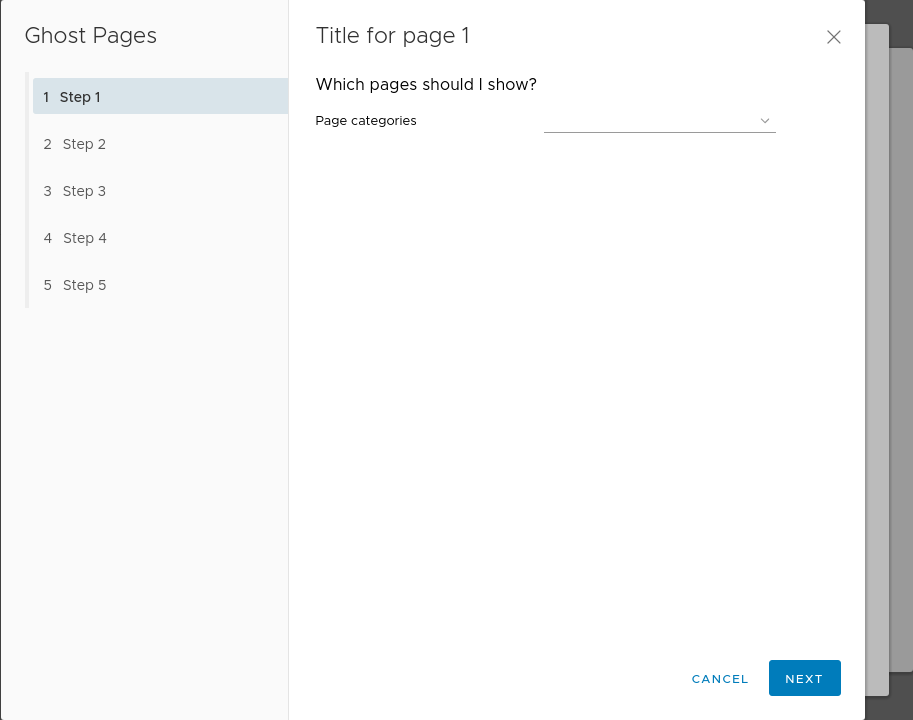 Ghost Pages
1 Step 1
2 Step 2
3 Step 3
4 Step 4
5 Step 5
Title for page 1
Which pages should I show?
Page categories
CANCEL
NEXT